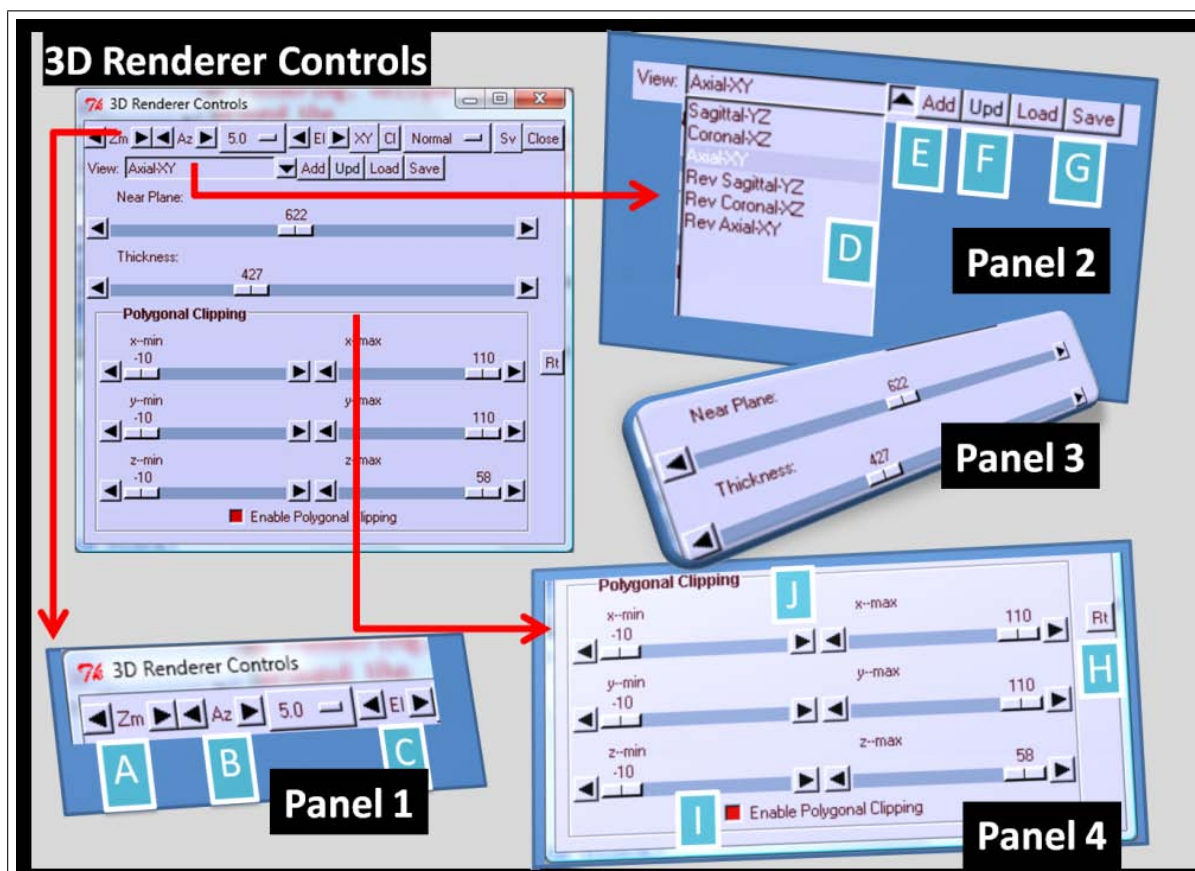 3D Renderer Controls
3D Renderer Controls
Zm Az 5.0 El XY Cl Normal Sv Close
View: Axial-XY Add Upd Load Save
Near Plane:
622
Thickness:
427
Polygonal Clipping
x--min x--max
-10 110
Rt
y--min y--max
-10 110
z--min z--max
-10 58
Enable Polygonal Clipping
View: Axial-XY Add Upd Load Save
Sagittal-YZ
Coronal-XZ
Axial-XY
Rev Sagittal-YZ
Rev Coronal-XZ
Rev Axial-XY
E F G
D
Panel 2
Near Plane: 622
Thickness: 427
Panel 3
3D Renderer Controls
Zm Az 5.0 El
A B C
Panel 1
Polygonal Clipping
J
x--min x--max
-10 110
Rt
H
y--min y--max
-10 110
z--min z--max
-10 58
I Enable Polygonal Clipping
Panel 4